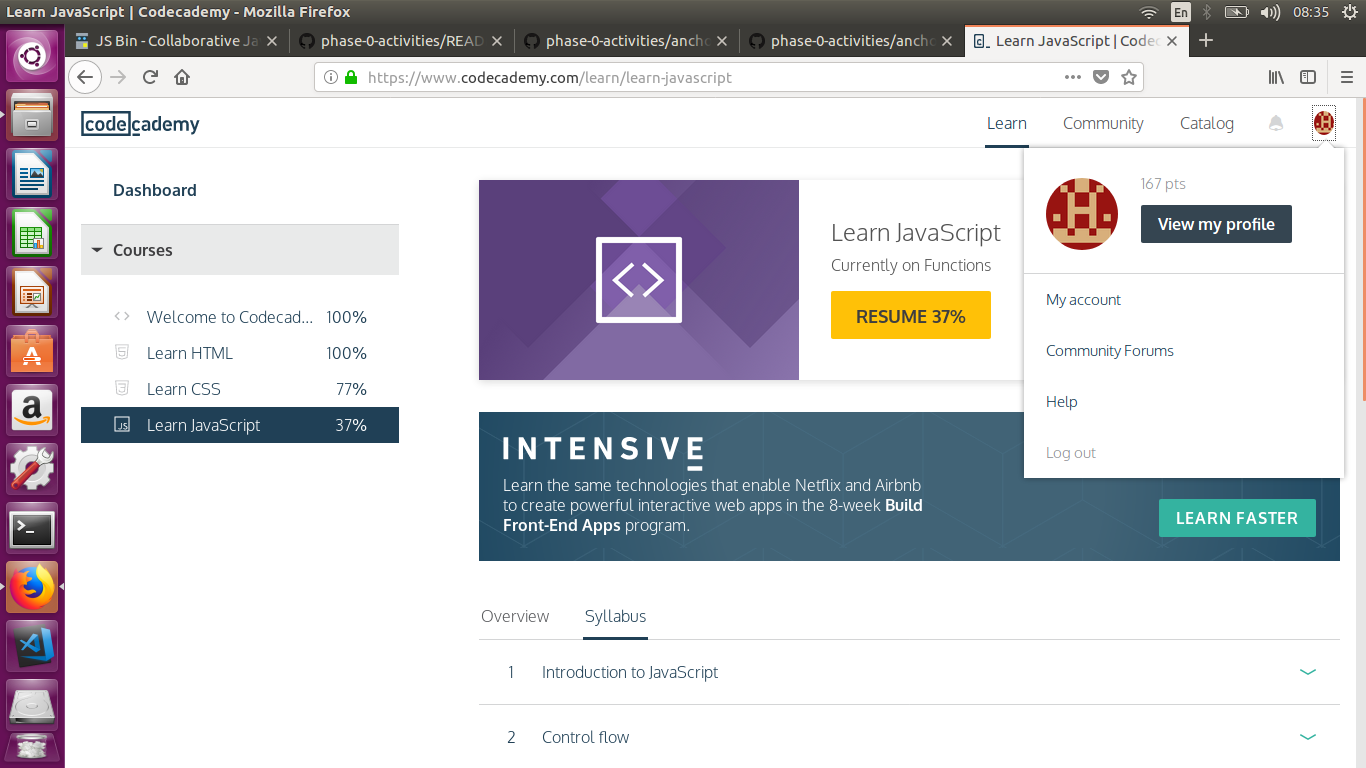 Learn JavaScript | Codecademy - Mozilla Firefox
En
08:35
JS Bin - Collaborative Ja
phase-0-activities/READ
phase-0-activities/ancho
phase-0-activities/ancho
Learn JavaScript | Codec
https://www.codecademy.com/learn/learn-javascript
codecademy
Learn
Community
Catalog
Dashboard
Courses
Welcome to Codecad... 100%
Learn HTML 100%
Learn CSS 77%
JS Learn JavaScript 37%
Learn JavaScript
Currently on Functions
RESUME 37%
167 pts
View my profile
My account
Community Forums
Help
Log out
INTENSIVE
Learn the same technologies that enable Netflix and Airbnb
to create powerful interactive web apps in the 8-week Build
Front-End Apps program.
LEARN FASTER
Overview
Syllabus
1 Introduction to JavaScript
2 Control flow